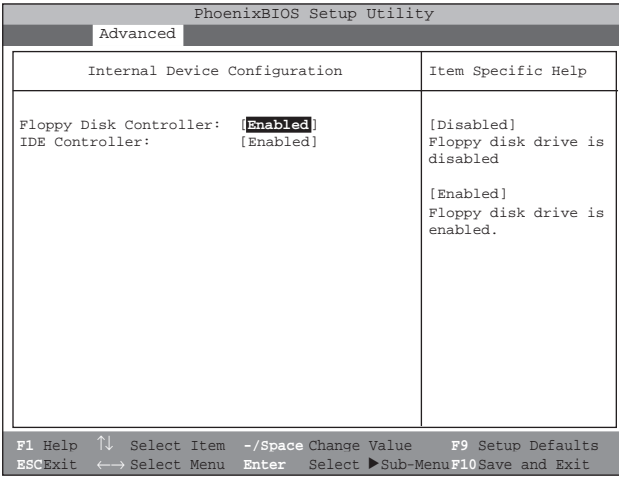 PhoenixBIOS Setup Utility
Advanced
Internal Device Configuration
Item Specific Help
Floppy Disk Controller: [Enabled]
IDE Controller: [Enabled]
[Disabled]
Floppy disk drive is
disabled
[Enabled]
Floppy disk drive is
enabled.
F1 Help ↑↓ Select Item -/Space Change Value F9 Setup Defaults
ESCExit ←→ Select Menu Enter Select ▶Sub-MenuF10Save and Exit